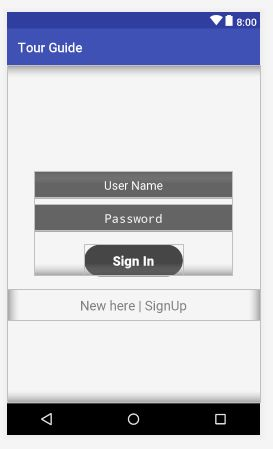 8:00
Tour Guide
User Name
Password
Sign In
New here | SignUp